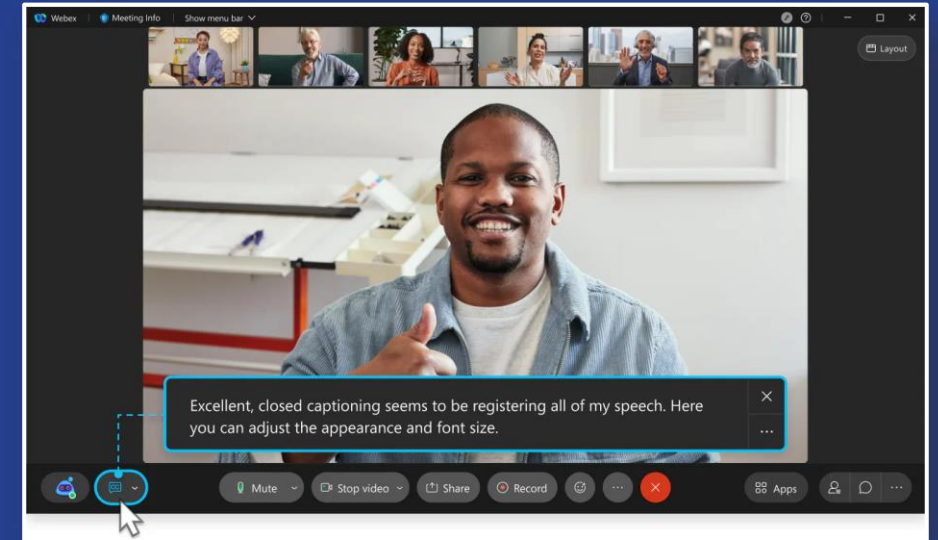 Webex Meeting Info Show menu bar
Layout
Excellent, closed captioning seems to be registering all of my speech. Here
you can adjust the appearance and font size.
CC Mute Stop video Share Record Apps